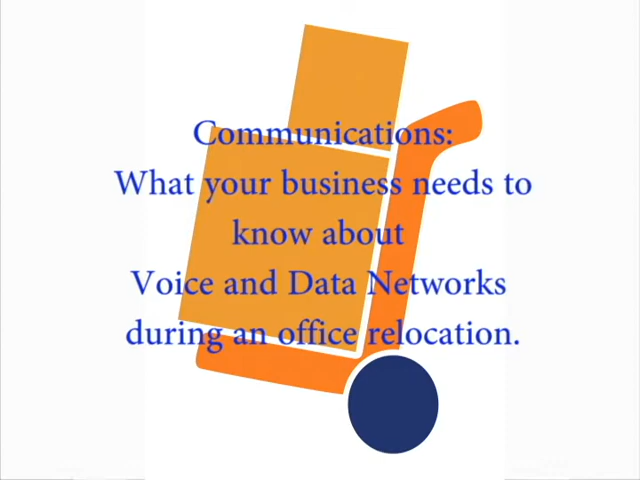 Communications:
What your business needs to
know about
Voice and Data Networks
during an office relocation.